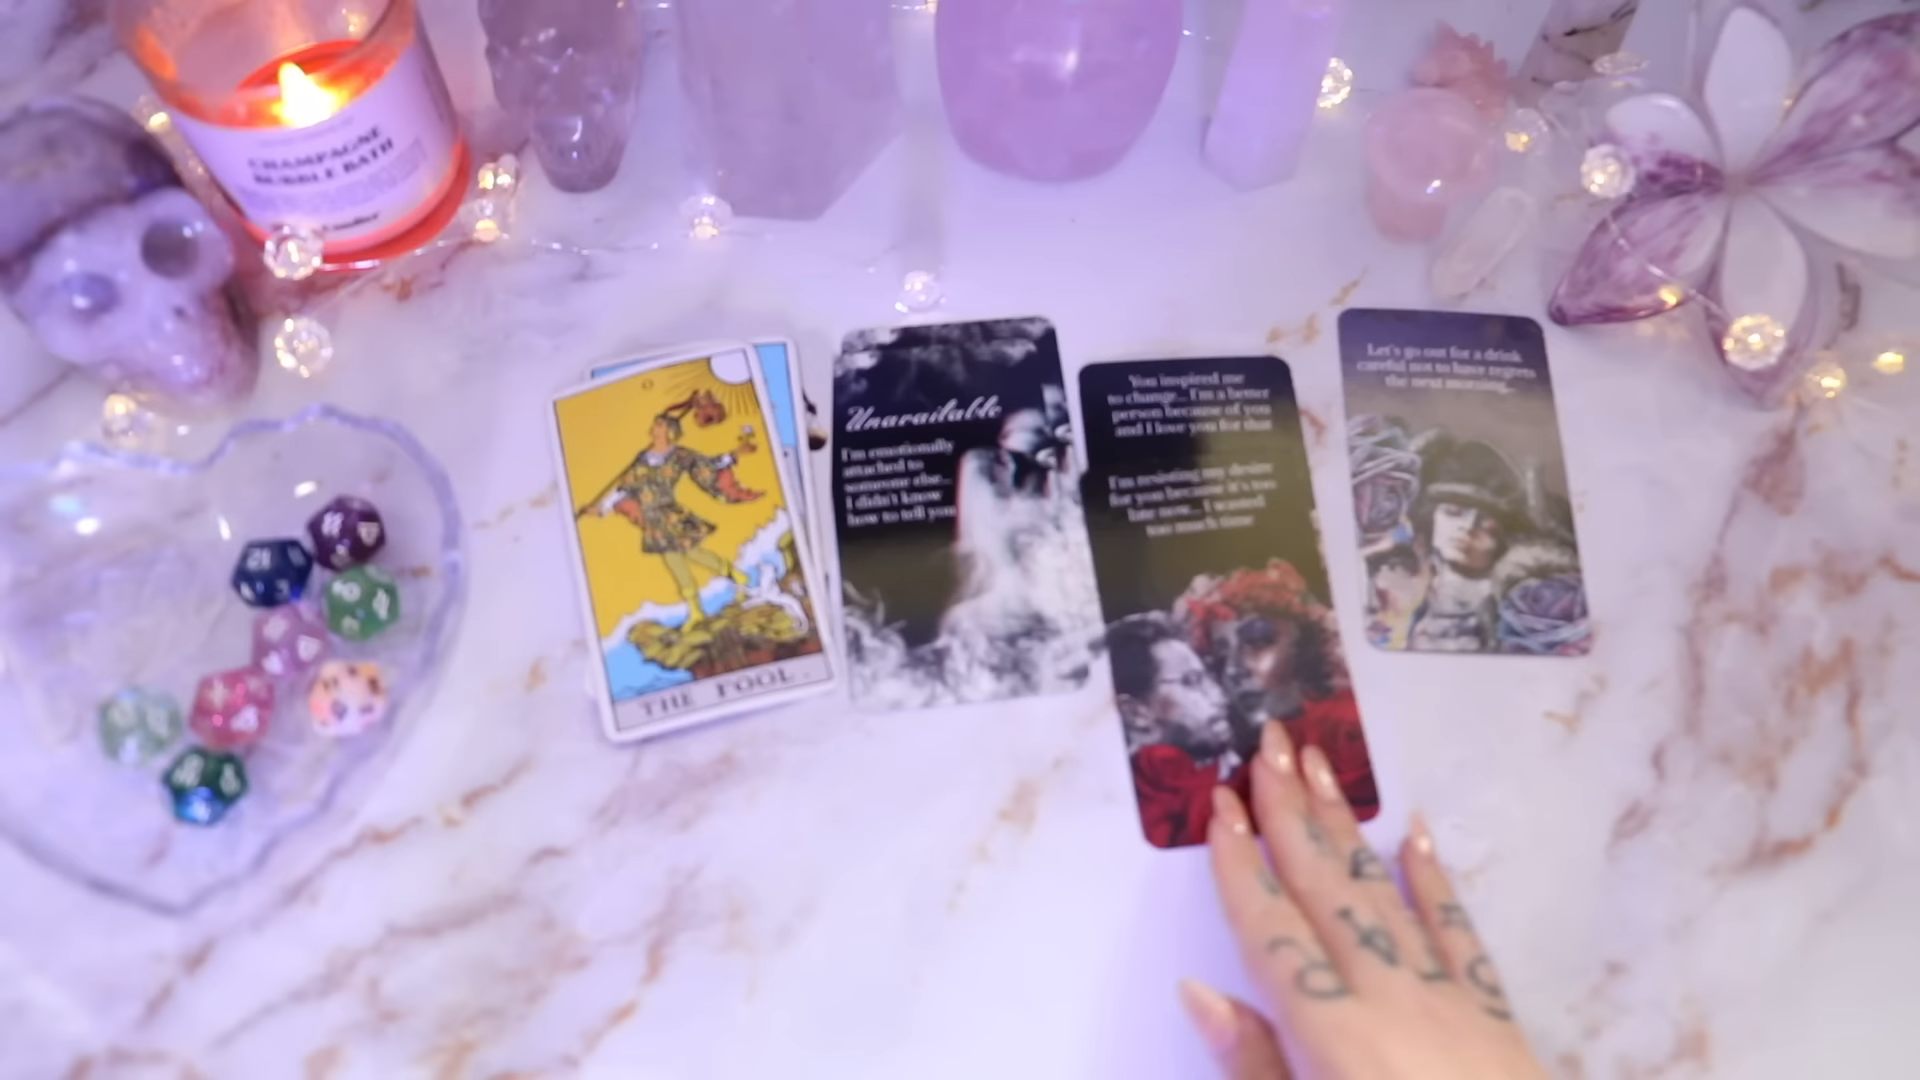 CHAMPAGNE
BUBBLE BATH
0
THE FOOL.
Unavailable
I'm emotionally
attached to
someone else...
I didn't know
how to tell you
You inspired me
to change... I'm a better
person because of you
and I love you for that
I'm resisting my desire
for you because it's too
late now... I wasted
too much time
Let's go out for a drink
careful not to have regrets
the next morning...
12